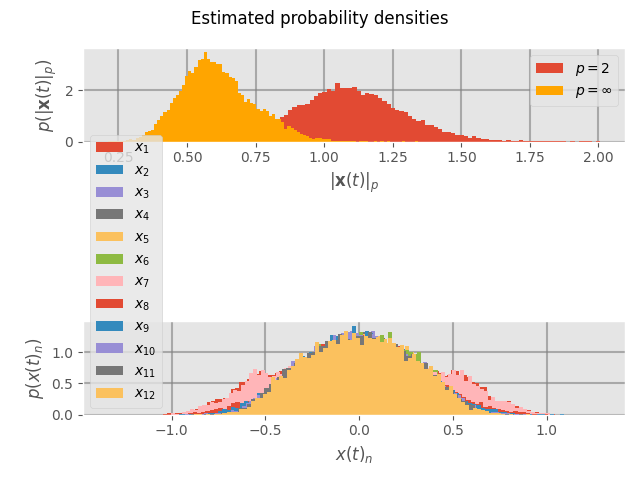 Estimated probability densities
p(|x(t)|_p)
2
0
p = 2
p = ∞
0.25 0.50 0.75 1.00 1.25 1.50 1.75 2.00
|x(t)|_p
x_1
x_2
x_3
x_4
x_5
x_6
x_7
x_8
x_9
x_10
x_11
x_12
p(x(t)_n)
1.0
0.5
0.0
−1.0 −0.5 0.0 0.5 1.0
x(t)_n